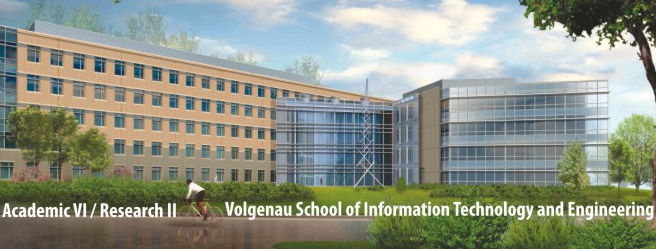 Academic VI / Research II
Volgenau School of Information Technology and Engineering